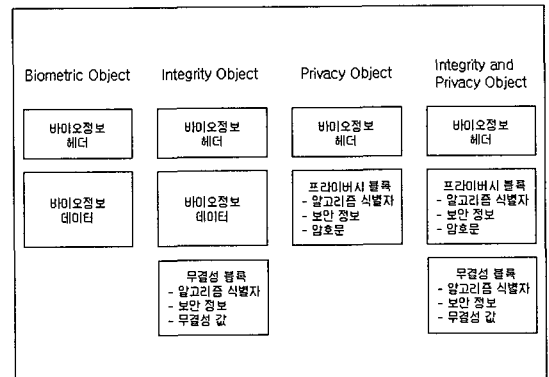 Biometric Object
Integrity Object
Privacy Object
Integrity and
Privacy Object
바이오정보
헤더
바이오정보
헤더
바이오정보
헤더
바이오정보
헤더
바이오정보
데이터
바이오정보
데이터
프라이버시 블록
- 알고리즘 식별자
- 보안 정보
- 암호문
프라이버시 블록
- 알고리즘 식별자
- 보안 정보
- 암호문
무결성 블록
- 알고리즘 식별자
- 보안 정보
- 무결성 값
무결성 블록
- 알고리즘 식별자
- 보안 정보
- 무결성 값